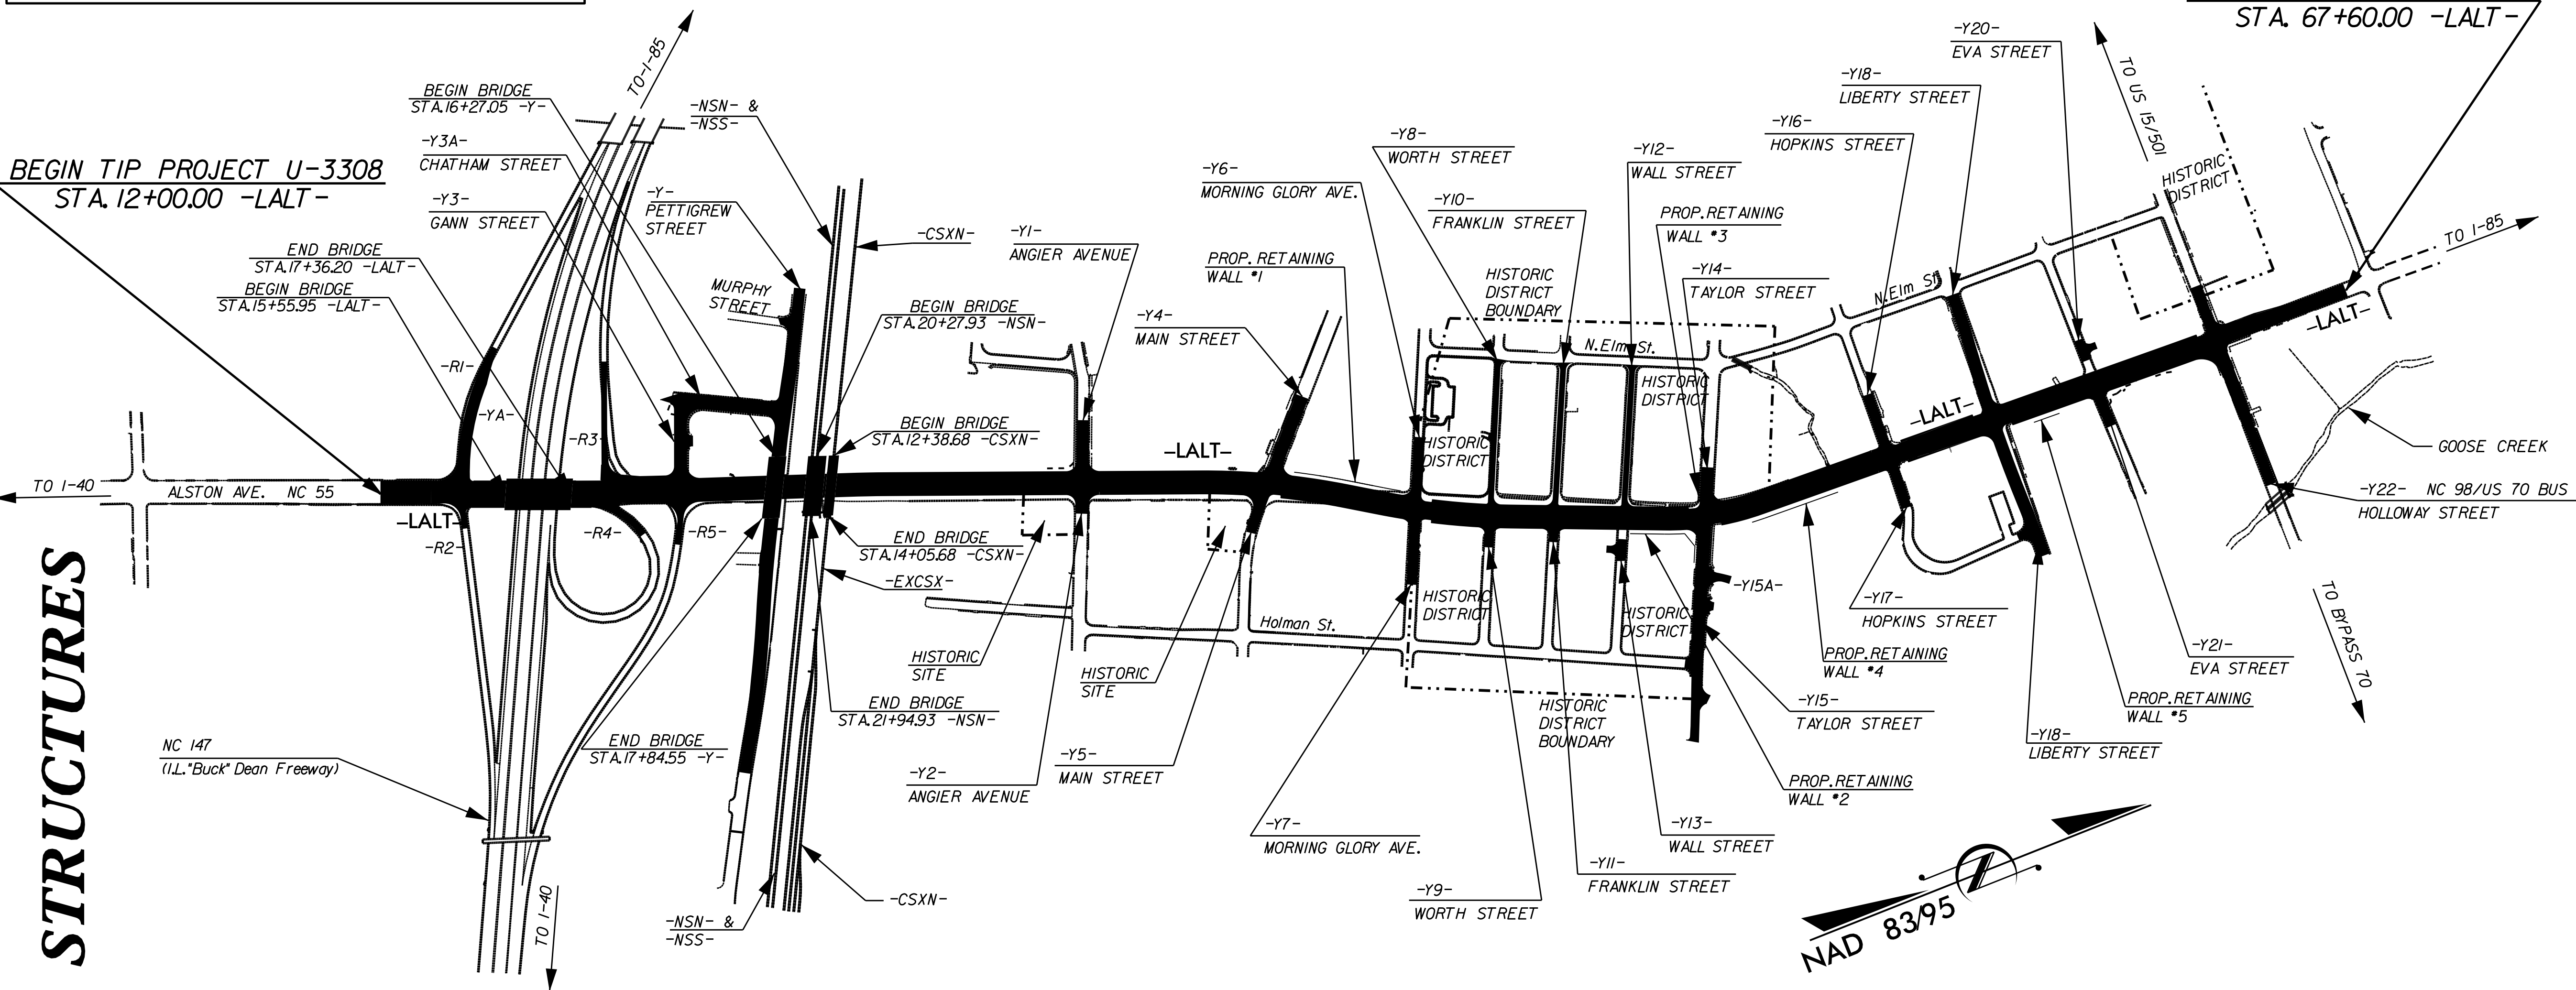 STA. 67+60.00 -LALT-
-Y20-
EVA STREET
TO I-85
TO US 15/501
-Y18-
LIBERTY STREET
BEGIN BRIDGE
STA.16+27.05 -Y-
-NSN- &
-NSS-
-Y16-
HOPKINS STREET
-Y8-
WORTH STREET
-Y3A-
CHATHAM STREET
-Y12-
WALL STREET
BEGIN TIP PROJECT U-3308
STA. 12+00.00 -LALT-
-Y6-
MORNING GLORY AVE.
HISTORIC
DISTRICT
-Y3-
GANN STREET
-Y-
PETTIGREW
STREET
-Y10-
FRANKLIN STREET
PROP. RETAINING
WALL #3
-CSXN-
-Y1-
ANGIER AVENUE
TO I-85
END BRIDGE
STA.17+36.20 -LALT-
PROP. RETAINING
WALL #1
-Y14-
TAYLOR STREET
BEGIN BRIDGE
STA.15+55.95 -LALT-
MURPHY
STREET
HISTORIC
DISTRICT
BOUNDARY
N.Elm St.
BEGIN BRIDGE
STA.20+27.93 -NSN-
-Y4-
MAIN STREET
-LALT-
N.Elm St.
-R1-
HISTORIC
DISTRICT
-YA-
-LALT-
BEGIN BRIDGE
STA.12+38.68 -CSXN-
-R3-
HISTORIC
DISTRICT
-LALT-
GOOSE CREEK
TO I-40
ALSTON AVE. NC 55
-Y22- NC 98/US 70 BUS
HOLLOWAY STREET
-LALT-
-R2-
-R4-
-R5-
END BRIDGE
STA.14+05.68 -CSXN-
-EXCSX-
-Y15A-
HISTORIC
DISTRICT
HISTORIC
DISTRICT
-Y17-
HOPKINS STREET
Holman St.
TO BYPASS 70
STRUCTURES
HISTORIC
SITE
HISTORIC
SITE
PROP. RETAINING
WALL #4
-Y21-
EVA STREET
END BRIDGE
STA.21+94.93 -NSN-
HISTORIC
DISTRICT
BOUNDARY
-Y15-
TAYLOR STREET
PROP. RETAINING
WALL #5
NC 147
(I.L."Buck" Dean Freeway)
END BRIDGE
STA.17+84.55 -Y-
-Y5-
MAIN STREET
-Y18-
LIBERTY STREET
-Y2-
ANGIER AVENUE
PROP. RETAINING
WALL #2
-Y7-
MORNING GLORY AVE.
-Y13-
WALL STREET
-Y11-
FRANKLIN STREET
-Y9-
WORTH STREET
-CSXN-
TO I-40
-NSN- &
-NSS-
NAD 83/95